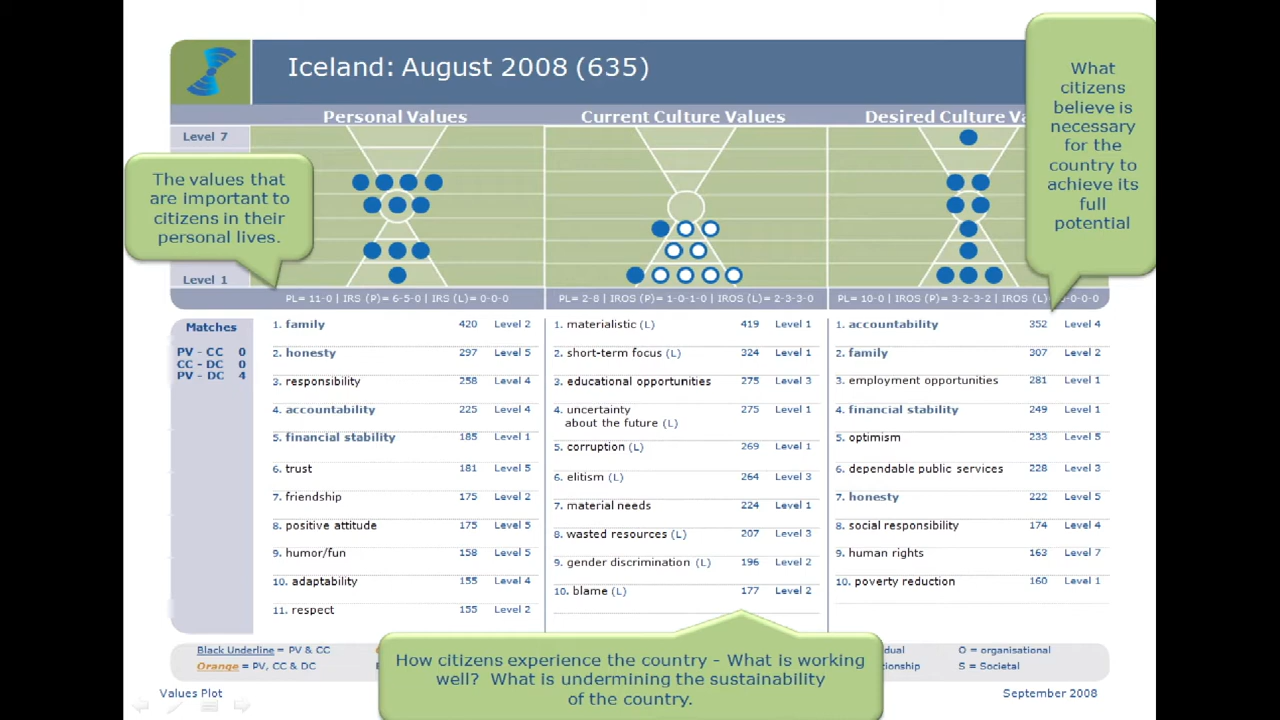 Iceland: August 2008 (635)
Personal Values
Current Culture Values
Desired Culture
Level 7
Level 1
The values that
are important to
citizens in their
personal lives.
What
citizens
believe is
necessary
for the
country to
achieve its
full
potential
PL= 11-0 | IRS (P)= 6-5-0 | IRS (L)= 0-0-0
PL= 2-8 | IROS (P)= 1-0-1-0 | IROS (L)= 2-3-3-0
PL= 10-0 | IROS (P)= 3-2-3-2 | IROS (L) 0-0-0
Matches
PV - CC 0
CC - DC 0
PV - DC 4
1. family 420 Level 2
2. honesty 297 Level 5
3. responsibility 258 Level 4
4. accountability 225 Level 4
5. financial stability 185 Level 1
6. trust 181 Level 5
7. friendship 175 Level 2
8. positive attitude 175 Level 5
9. humor/fun 158 Level 5
10. adaptability 155 Level 4
11. respect 155 Level 2
1. materialistic (L) 419 Level 1
2. short-term focus (L) 324 Level 1
3. educational opportunities 275 Level 3
4. uncertainty 275 Level 1
about the future (L)
5. corruption (L) 269 Level 1
6. elitism (L) 264 Level 3
7. material needs 224 Level 1
8. wasted resources (L) 207 Level 3
9. gender discrimination (L) 196 Level 2
10. blame (L) 177 Level 2
1. accountability 352 Level 4
2. family 307 Level 2
3. employment opportunities 281 Level 1
4. financial stability 249 Level 1
5. optimism 233 Level 5
6. dependable public services 228 Level 3
7. honesty 222 Level 5
8. social responsibility 174 Level 4
9. human rights 163 Level 7
10. poverty reduction 160 Level 1
Black Underline = PV & CC
Orange = PV, CC & DC
O = organisational
S = Societal
How citizens experience the country - What is working
well? What is undermining the sustainability
of the country.
Values Plot
September 2008